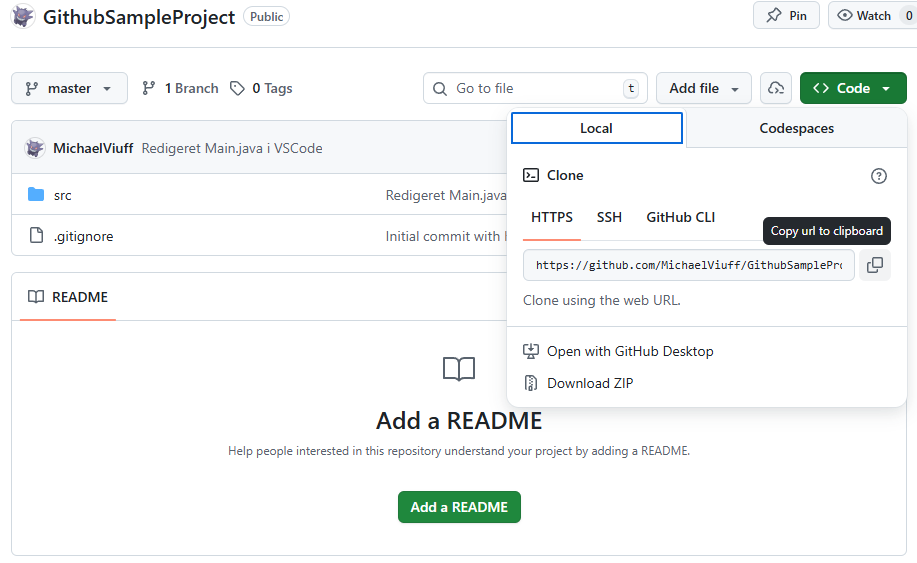 GithubSampleProject Public
Pin
Watch 0
master
1 Branch
0 Tags
Go to file t
Add file
Code
MichaelViuff Redigeret Main.java i VSCode
src Redigeret Main.java
.gitignore Initial commit with
Local
Codespaces
Clone
HTTPS SSH GitHub CLI
Copy url to clipboard
https://github.com/MichaelViuff/GithubSamplePro
Clone using the web URL.
Open with GitHub Desktop
Download ZIP
README
Add a README
Help people interested in this repository understand your project by adding a README.
Add a README